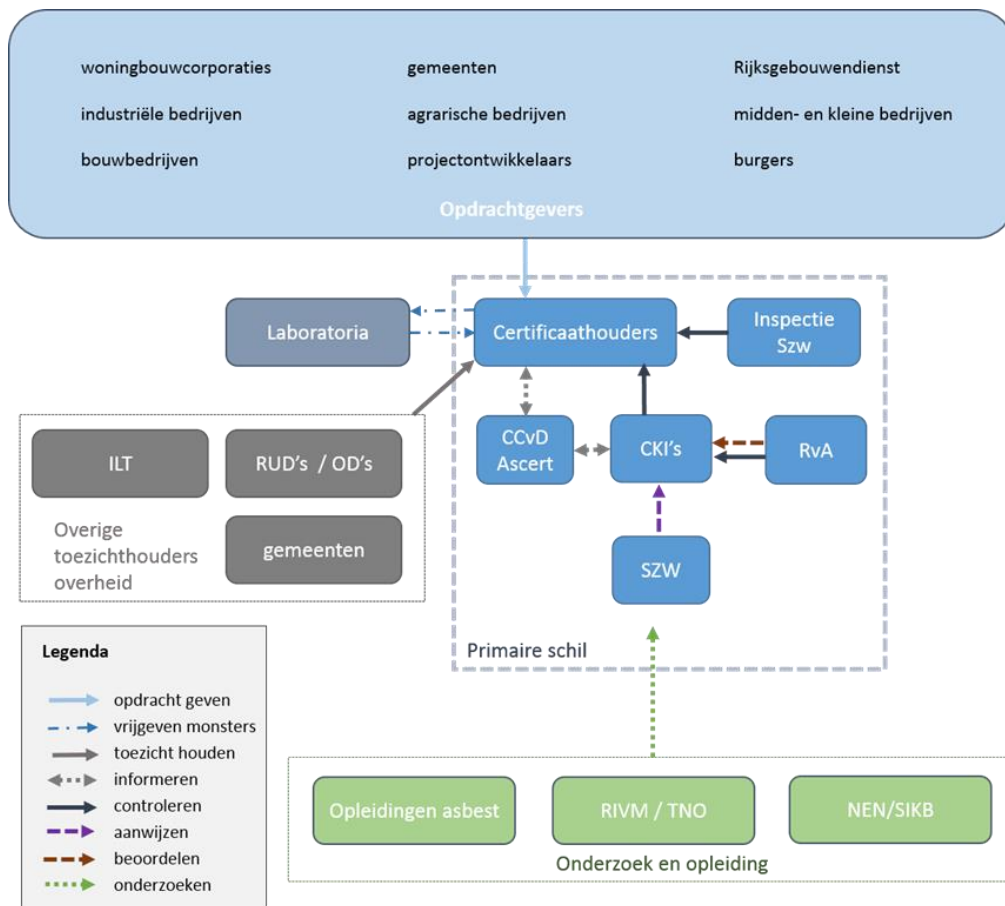 woningbouwcorporaties
gemeenten
Rijksgebouwendienst
industriële bedrijven
agrarische bedrijven
midden- en kleine bedrijven
bouwbedrijven
projectontwikkelaars
burgers
Opdrachtgevers
Laboratoria
Certificaathouders
Inspectie
Szw
CCvD
Ascert
CKI's
RvA
SZW
Primaire schil
ILT
RUD's / OD's
gemeenten
Overige
toezichthouders
overheid
Legenda
opdracht geven
vrijgeven monsters
toezicht houden
informeren
controleren
aanwijzen
beoordelen
onderzoeken
Opleidingen asbest
RIVM / TNO
NEN/SIKB
Onderzoek en opleiding